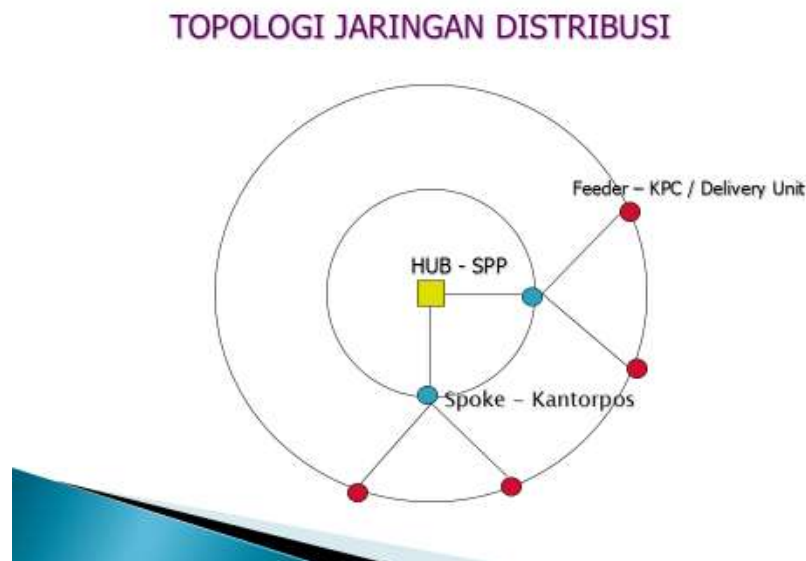 TOPOLOGI JARINGAN DISTRIBUSI
Feeder – KPC / Delivery Unit
HUB - SPP
Spoke – Kantorpos